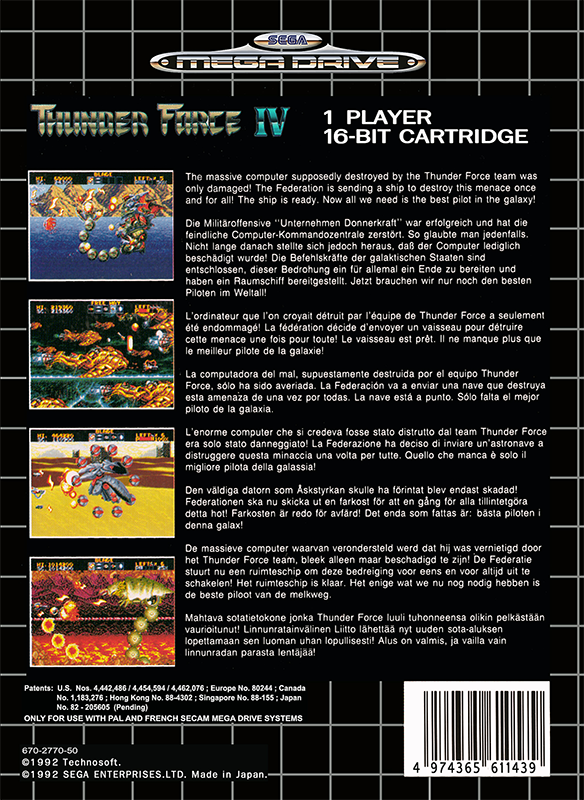 SEGA
MEGA DRIVE
THUNDER FORCE IV
1 PLAYER
16-BIT CARTRIDGE
The massive computer supposedly destroyed by the Thunder Force team was
only damaged! The Federation is sending a ship to destroy this menace once
and for all! The ship is ready. Now all we need is the best pilot in the galaxy!
Die Militäroffensive "Unternehmen Donnerkraft" war erfolgreich und hat die
feindliche Computer-Kommandozentrale zerstört. So glaubte man jedenfalls.
Nicht lange danach stellte sich jedoch heraus, daß der Computer lediglich
beschädigt wurde! Die Befehlskräfte der galaktischen Staaten sind
entschlossen, dieser Bedrohung ein für allemal ein Ende zu bereiten und
haben ein Raumschiff bereitgestellt. Jetzt brauchen wir nur noch den besten
Piloten im Weltall!
L'ordinateur que l'on croyait détruit par l'équipe de Thunder Force a seulement
été endommagé! La fédération décide d'envoyer un vaisseau pour détruire
cette menace une fois pour toute! Le vaisseau est prêt. Il ne manque plus que
le meilleur pilote de la galaxie!
La computadora del mal, supuestamente destruida por el equipo Thunder
Force, sólo ha sido averiada. La Federación va a enviar una nave que destruya
esta amenaza de una vez por todas. La nave está a punto. Sólo falta el mejor
piloto de la galaxia.
L'enorme computer che si credeva fosse stato distrutto dal team Thunder Force
era solo stato danneggiato! La Federazione ha deciso di inviare un'astronave a
distruggere questa minaccia una volta per tutte. Quello che manca è solo il
migliore pilota della galassia!
Den väldiga datorn som Åskstyrkan skulle ha förintat blev endast skadad!
Federationen ska nu skicka ut en farkost för att en gång för alla tillintetgöra
detta hot! Farkosten är redo för avfärd! Det enda som fattas är: bästa piloten i
denna galax!
De massieve computer waarvan verondersteld werd dat hij was vernietigd door
het Thunder Force team, bleek alleen maar beschadigd te zijn! De Federatie
stuurt nu een ruimteschip om deze bedreiging voor eens en voor altijd uit te
schakelen! Het ruimteschip is klaar. Het enige wat we nu nog nodig hebben is
de beste piloot van de melkweg.
Mahtava sotatietokone jonka Thunder Force luuli tuhonneensa olikin pelkästään
vaurioitunut! Linnunratainvälinen Liitto lähettää nyt uuden sota-aluksen
lopettamaan sen luoman uhan lopullisesti! Alus on valmis, ja vailla vain
linnunradan parasta lentäjää!
Patents: U.S. Nos. 4,442,486 / 4,454,594 / 4,462,076 ; Europe No. 80244 ; Canada
No. 1,183,276 ; Hong Kong No. 88-4302 ; Singapore No. 88-155 ; Japan
No. 82 - 205605 (Pending)
ONLY FOR USE WITH PAL AND FRENCH SECAM MEGA DRIVE SYSTEMS
670-2770-50
©1992 Technosoft.
©1992 SEGA ENTERPRISES.LTD. Made in Japan.
4 974365 611439